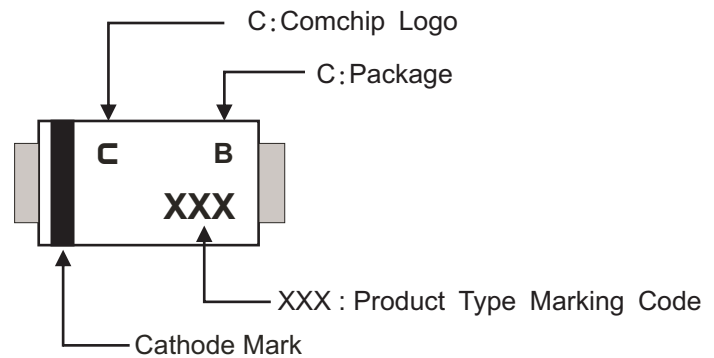 C:Comchip Logo
C:Package
C B
XXX
XXX : Product Type Marking Code
Cathode Mark